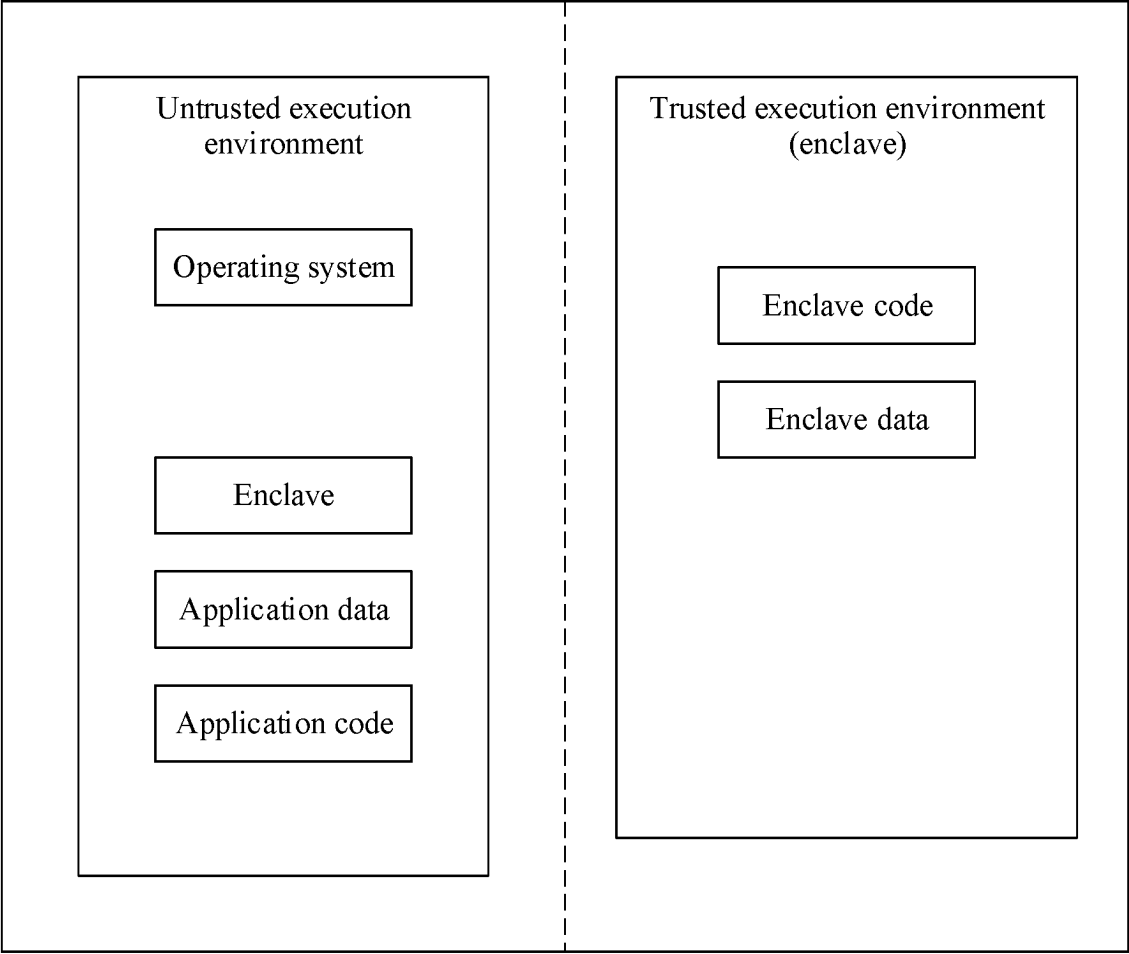 Untrusted execution
environment
Operating system
Enclave
Application data
Application code
Trusted execution environment
(enclave)
Enclave code
Enclave data